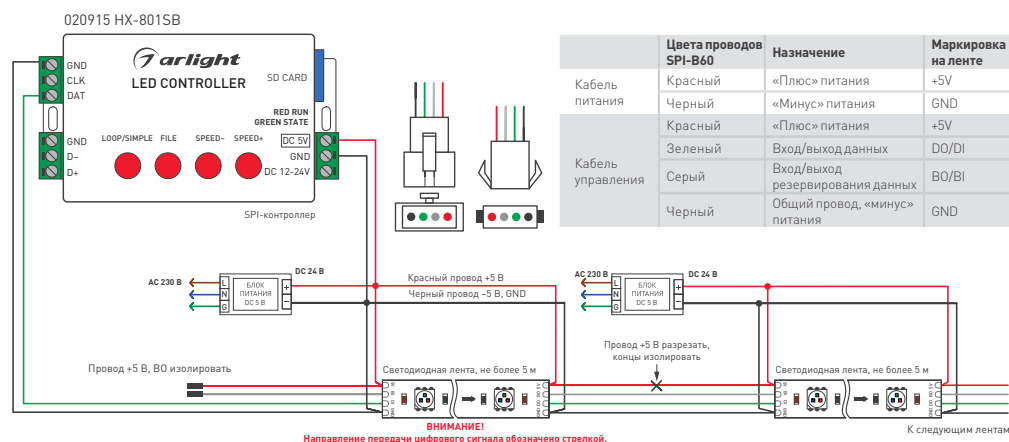 020915 HX-801SB
GND
CLK
DAT
arlight
LED CONTROLLER
SD CARD
RED RUN
GREEN STATE
GND
D–
D+
LOOP/SIMPLE FILE SPEED– SPEED+
DC 5V
GND
DC 12-24V
SPI-контроллер
Цвета проводов SPI-B60 Назначение Маркировка на ленте
Кабель питания
Красный «Плюс» питания +5V
Черный «Минус» питания GND
Кабель управления
Красный «Плюс» питания +5V
Зеленый Вход/выход данных DO/DI
Серый Вход/выход резервирования данных BO/BI
Черный Общий провод, «минус» питания GND
AC 230 В
L
N
G
БЛОК
ПИТАНИЯ
DC 5 В
+
–
DC 24 В
Красный провод +5 В
Черный провод –5 В, GND
AC 230 В
L
N
G
БЛОК
ПИТАНИЯ
DC 5 В
+
–
DC 24 В
Провод +5 В разрезать,
концы изолировать
Провод +5 В, BO изолировать
Светодиодная лента, не более 5 м
Светодиодная лента, не более 5 м
К следующим лентам
ВНИМАНИЕ!
Направление передачи цифрового сигнала обозначено стрелкой.